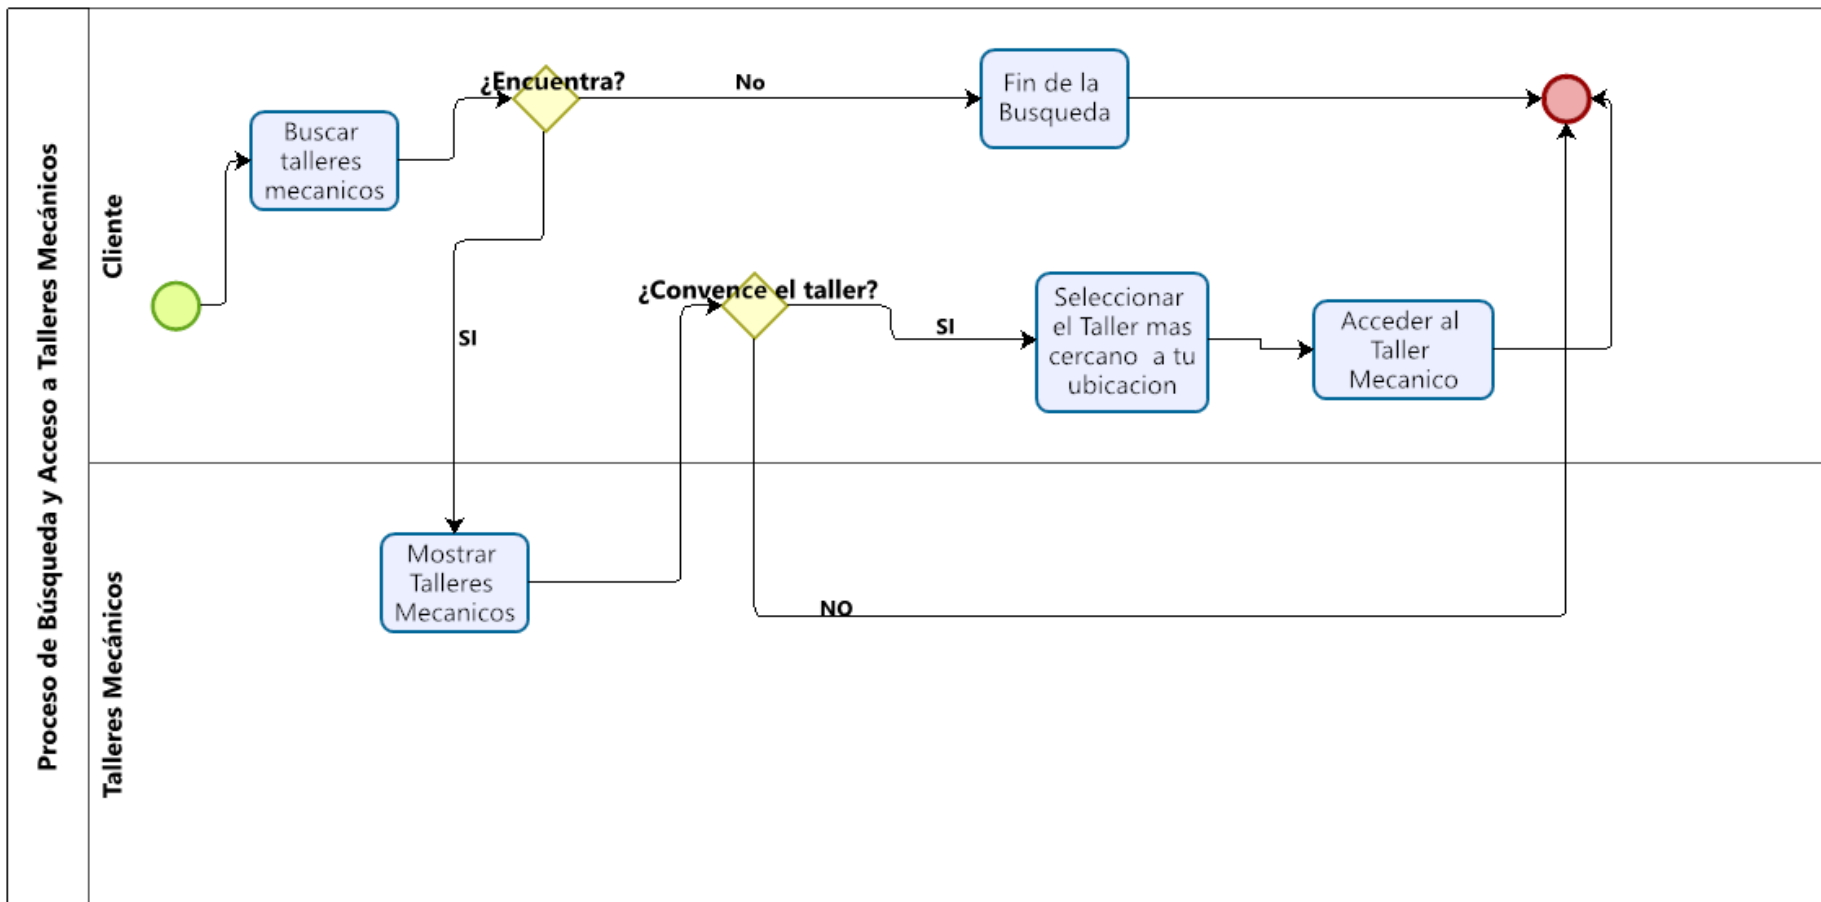 Proceso de Búsqueda y Acceso a Talleres Mecánicos
Cliente
Buscar
talleres
mecanicos
¿Encuentra?
No
Fin de la
Busqueda
SI
¿Convence el taller?
SI
Seleccionar
el Taller mas
cercano a tu
ubicacion
Acceder al
Taller
Mecanico
Talleres Mecánicos
Mostrar
Talleres
Mecanicos
NO